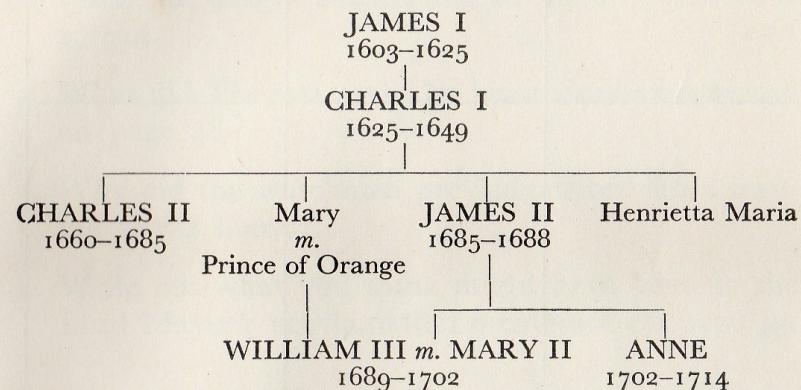 JAMES I
1603–1625
CHARLES I
1625–1649
CHARLES II Mary JAMES II Henrietta Maria
1660–1685 m. 1685–1688
Prince of Orange
WILLIAM III m. MARY II ANNE
1689–1702 1702–1714